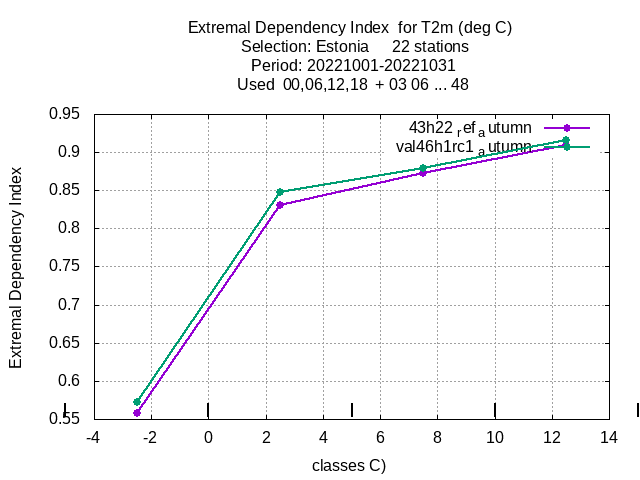 Extremal Dependency Index  for T2m (deg C)
Selection: Estonia     22 stations
Period: 20221001-20221031
Used  00,06,12,18  + 03 06 ... 48
43h22ref autumn
val46h1rc1 autumn
0.95
0.9
0.85
0.8
0.75
0.7
0.65
0.6
0.55
Extremal Dependency Index
-4 -2 0 2 4 6 8 10 12 14
classes C)